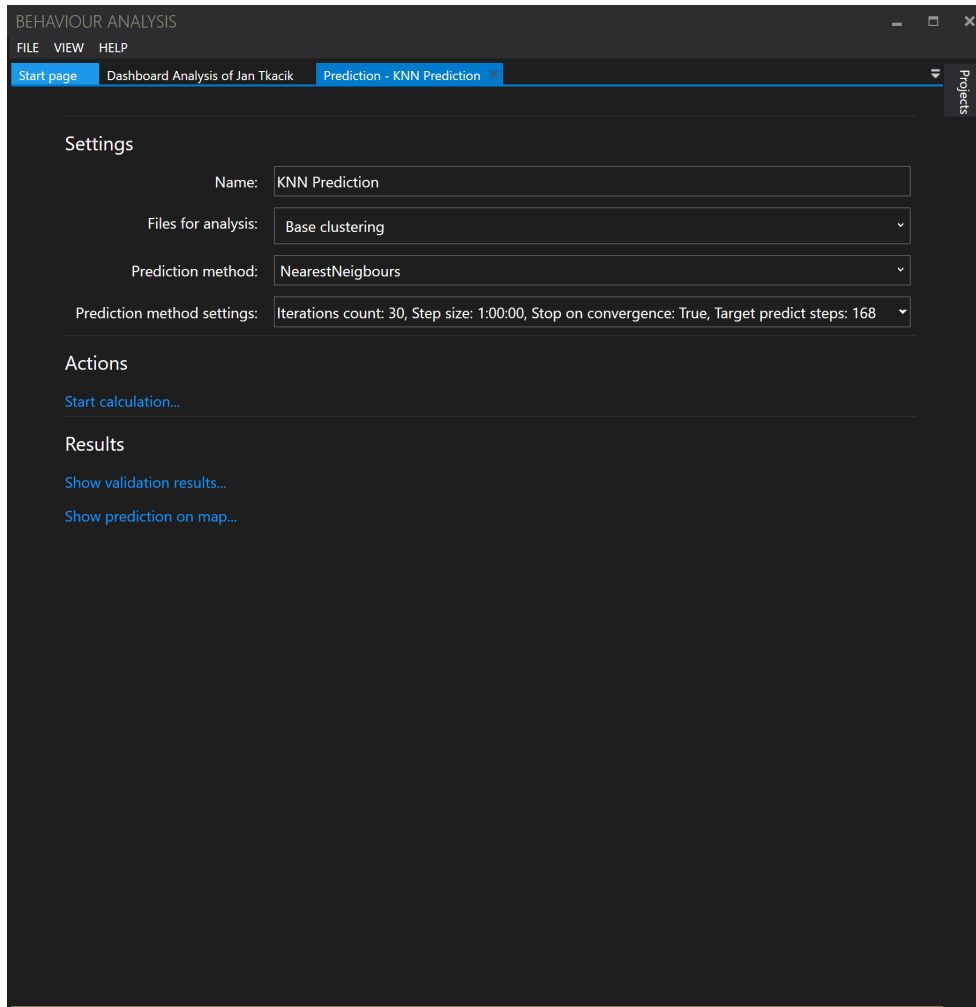 BEHAVIOUR ANALYSIS
FILE VIEW HELP
Start page Dashboard Analysis of Jan Tkacik Prediction - KNN Prediction
Projects
Settings
Name: KNN Prediction
Files for analysis: Base clustering
Prediction method: NearestNeigbours
Prediction method settings: Iterations count: 30, Step size: 1:00:00, Stop on convergence: True, Target predict steps: 168
Actions
Start calculation...
Results
Show validation results...
Show prediction on map...